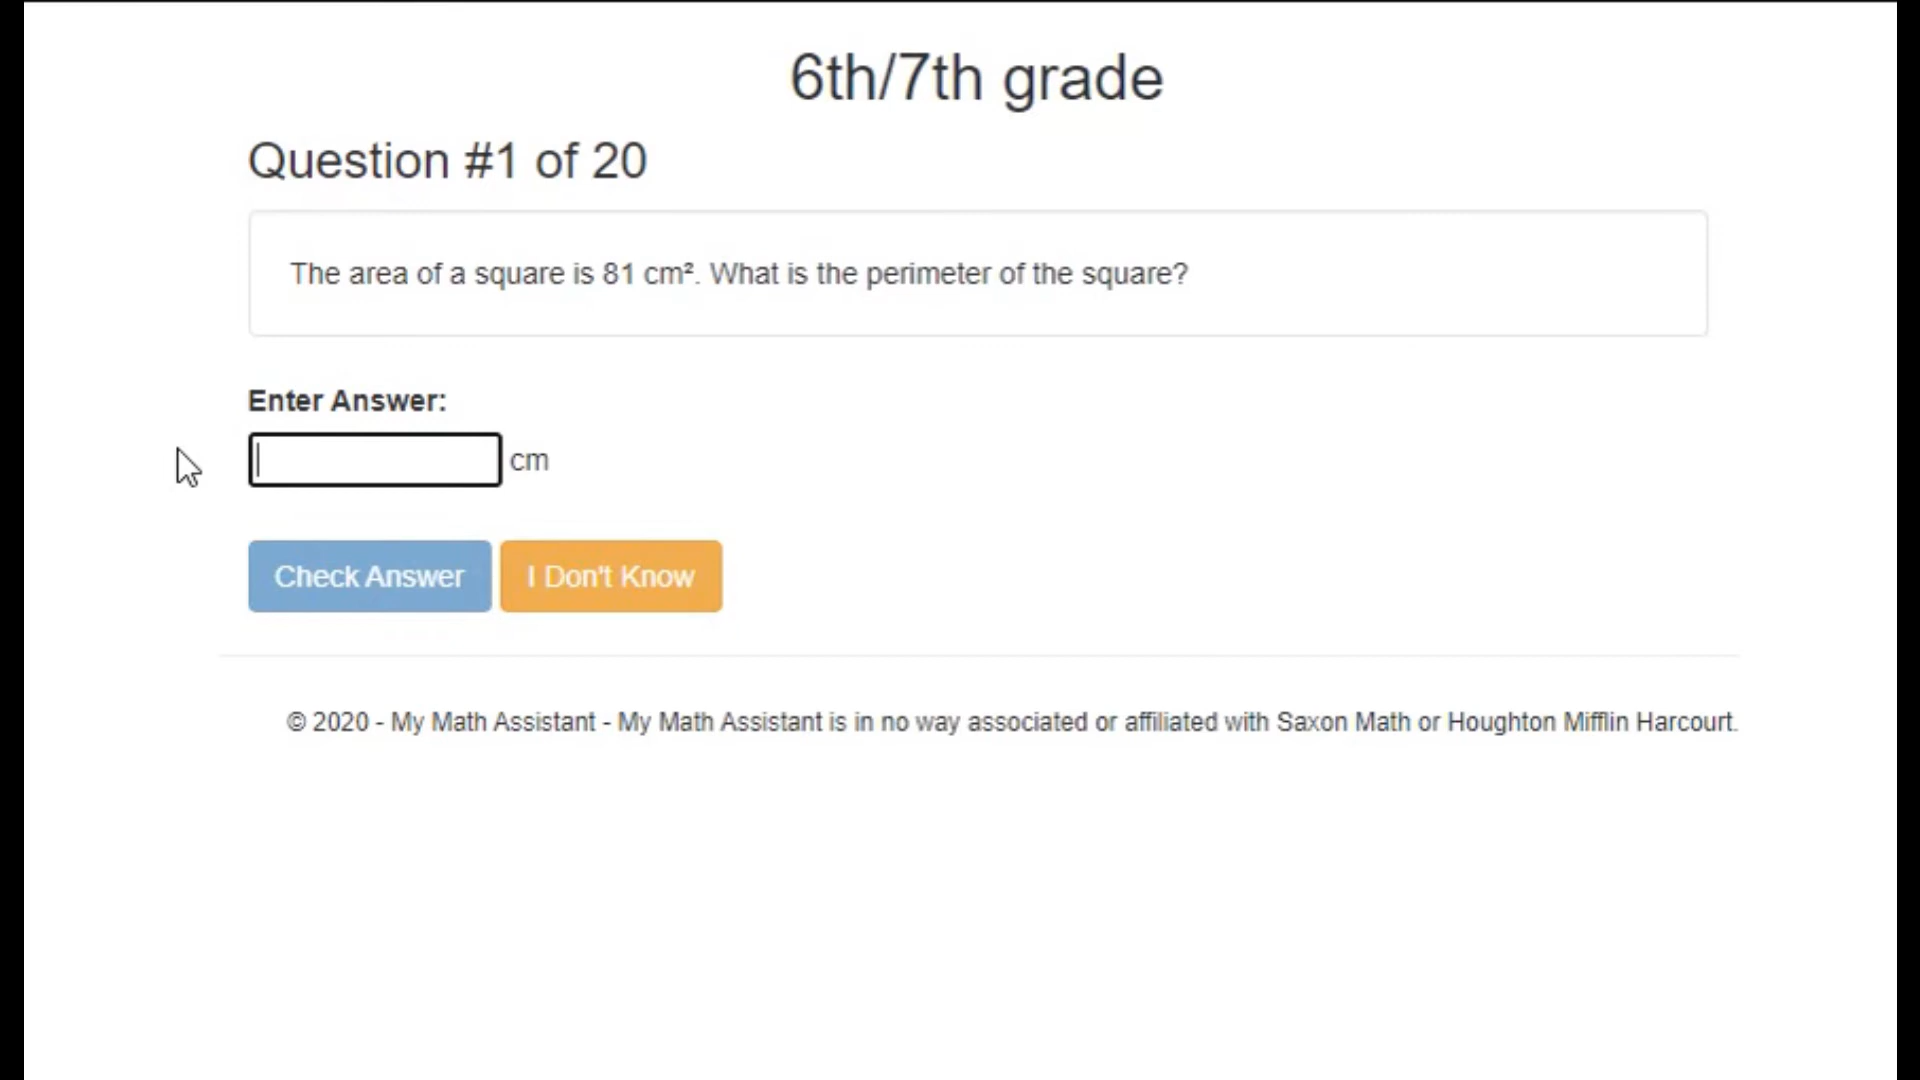 6th/7th grade
Question #1 of 20
The area of a square is 81 cm². What is the perimeter of the square?
Enter Answer:
cm
Check Answer I Don't Know
© 2020 - My Math Assistant - My Math Assistant is in no way associated or affiliated with Saxon Math or Houghton Mifflin Harcourt.